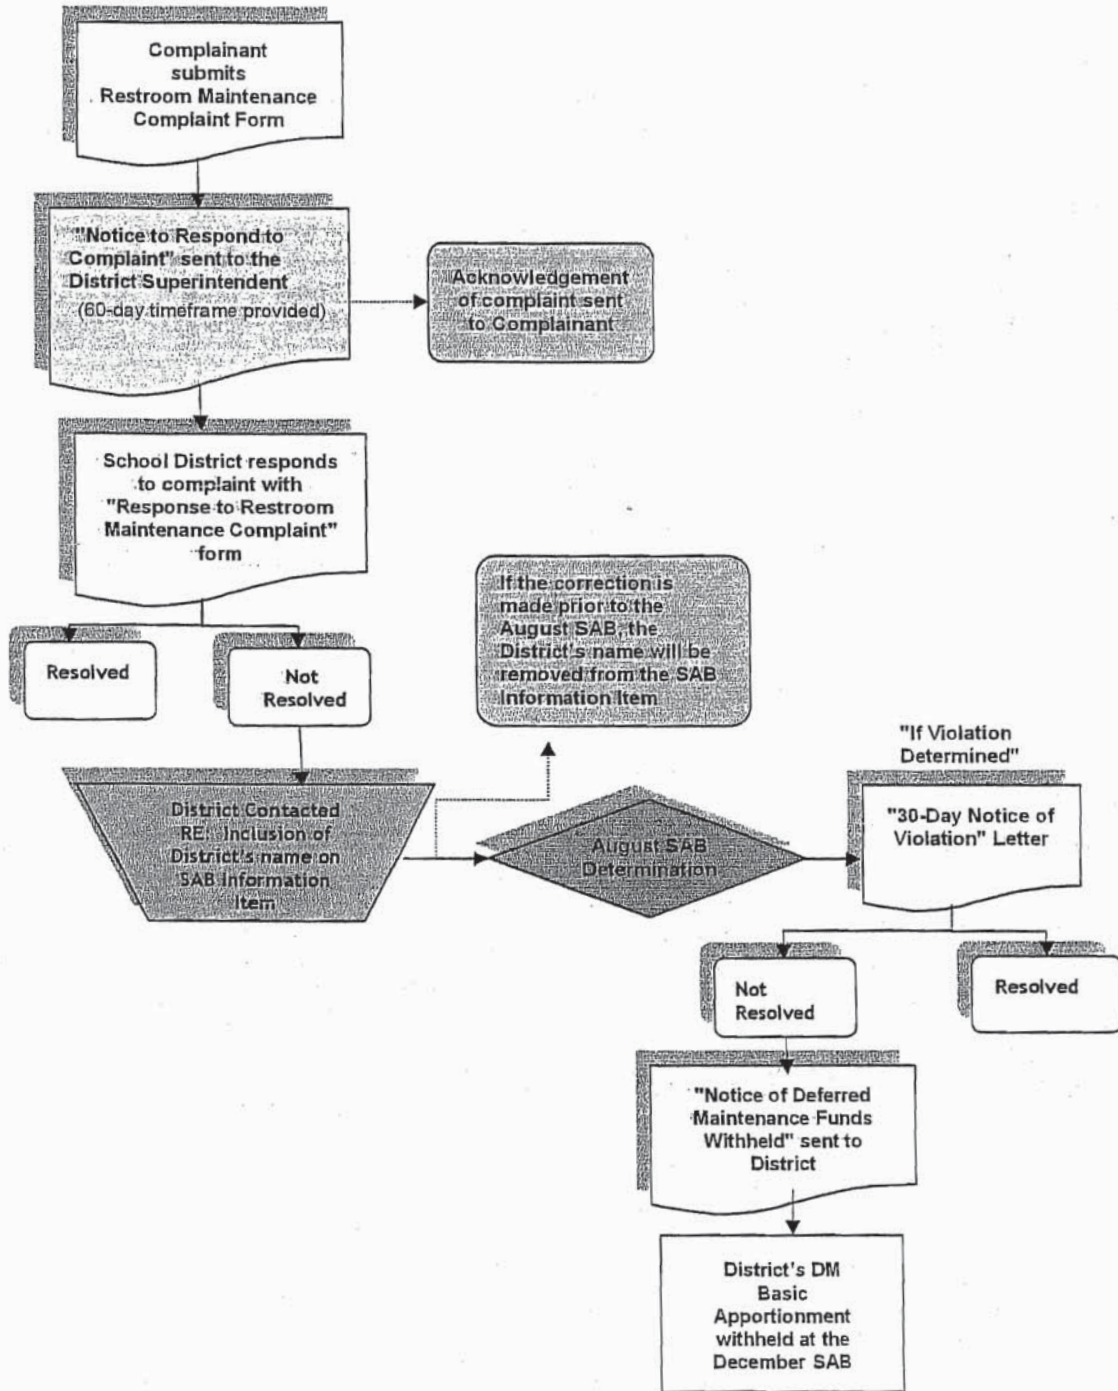 Complainant
submits
Restroom Maintenance
Complaint Form
"Notice to Respond to
Complaint" sent to the
District Superintendent
(60-day timeframe provided)
Acknowledgement
of complaint sent
to Complainant
School District responds
to complaint with
"Response to Restroom
Maintenance Complaint"
form
Resolved
Not
Resolved
If the correction is
made prior to the
August SAB, the
District's name will be
removed from the SAB
Information Item
District Contacted
RE: Inclusion of
District's name on
SAB Information
Item
August SAB
Determination
"If Violation
Determined"
"30-Day Notice of
Violation" Letter
Not
Resolved
Resolved
"Notice of Deferred
Maintenance Funds
Withheld" sent to
District
District's DM
Basic
Apportionment
withheld at the
December SAB